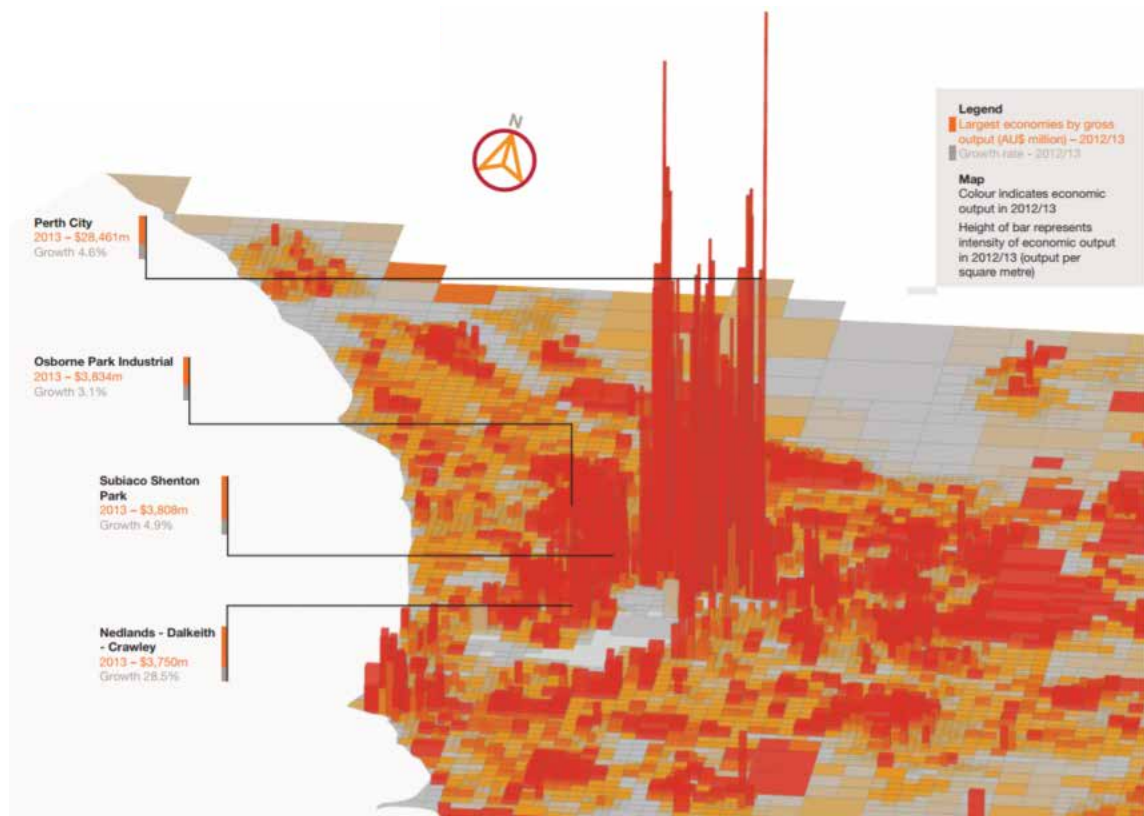 N
Legend
Largest economies by gross
output (AU$ million) – 2012/13
Growth rate - 2012/13
Map
Colour indicates economic
output in 2012/13
Height of bar represents
intensity of economic output
in 2012/13 (output per
square metre)
Perth City
2013 – $28,461m
Growth 4.6%
Osborne Park Industrial
2013 – $3,834m
Growth 3.1%
Subiaco Shenton
Park
2013 – $3,808m
Growth 4.9%
Nedlands - Dalkeith
- Crawley
2013 – $3,750m
Growth 28.5%